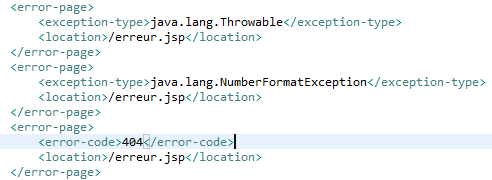 <error-page>
    <exception-type>java.lang.Throwable</exception-type>
    <location>/erreur.jsp</location>
</error-page>
<error-page>
    <exception-type>java.lang.NumberFormatException</exception-type>
    <location>/erreur.jsp</location>
</error-page>
<error-page>
    <error-code>404</error-code>
    <location>/erreur.jsp</location>
</error-page>